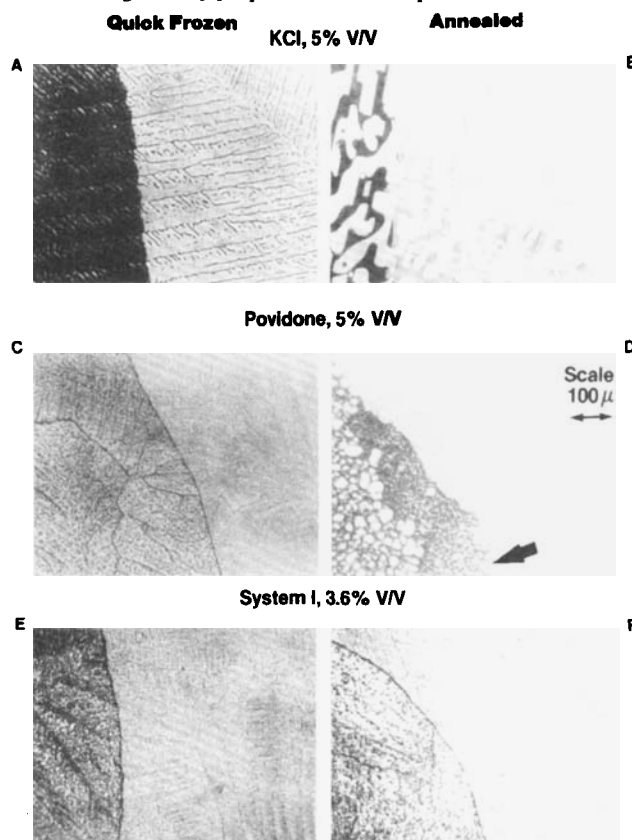 Quick Frozen Annealed
KCl, 5% V/V
A
Povidone, 5% V/V
C D
Scale
100 μ
System I, 3.6% V/V
E